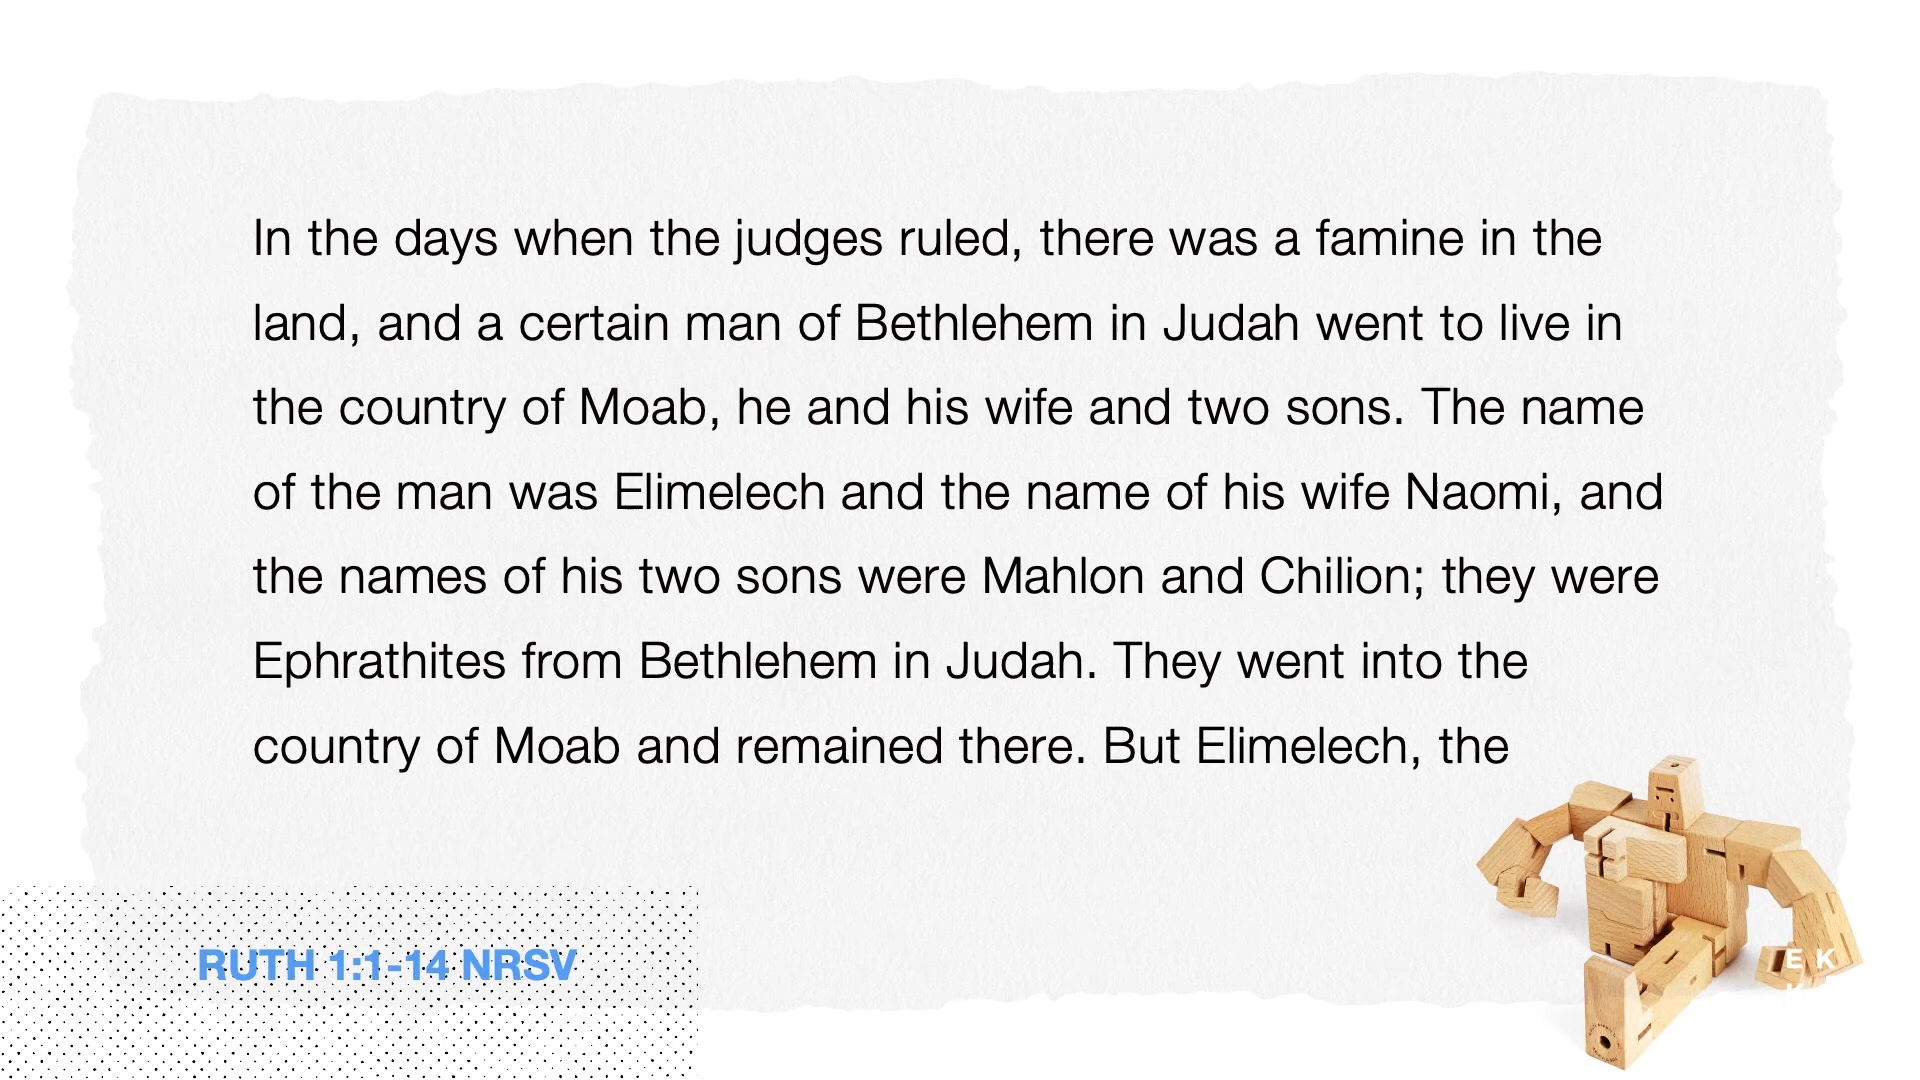 In the days when the judges ruled, there was a famine in the
land, and a certain man of Bethlehem in Judah went to live in
the country of Moab, he and his wife and two sons. The name
of the man was Elimelech and the name of his wife Naomi, and
the names of his two sons were Mahlon and Chilion; they were
Ephrathites from Bethlehem in Judah. They went into the
country of Moab and remained there. But Elimelech, the
RUTH 1:1-14 NRSV
E K